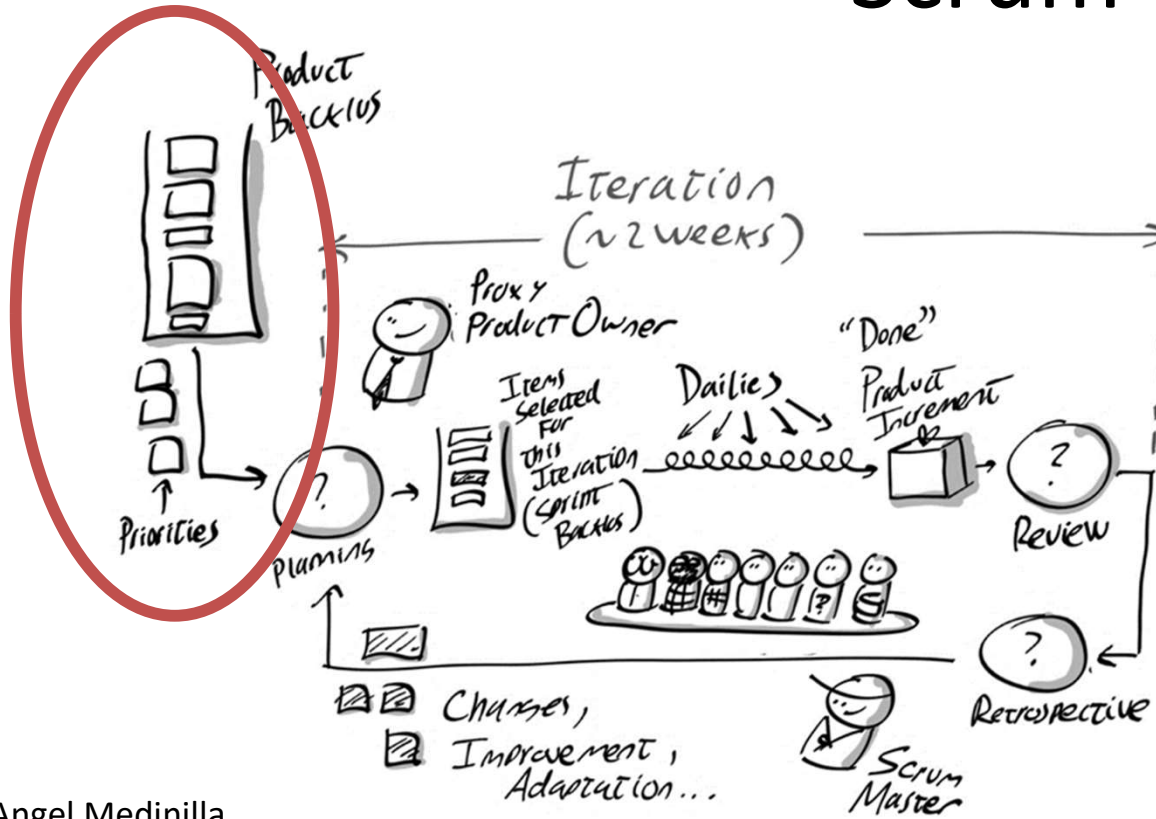 Scrum
Product
Backlog
Iteration
(~2 weeks)
Proxy
Product Owner
"Done"
Product
Increment
Items
Selected
For
this
Iteration
(Sprint
Backlog)
Dailies
?
Priorities
?
Planning
Review
?
Retrospective
Changes,
Improvement,
Adaptation...
Scrum
Master
Angel Medinilla